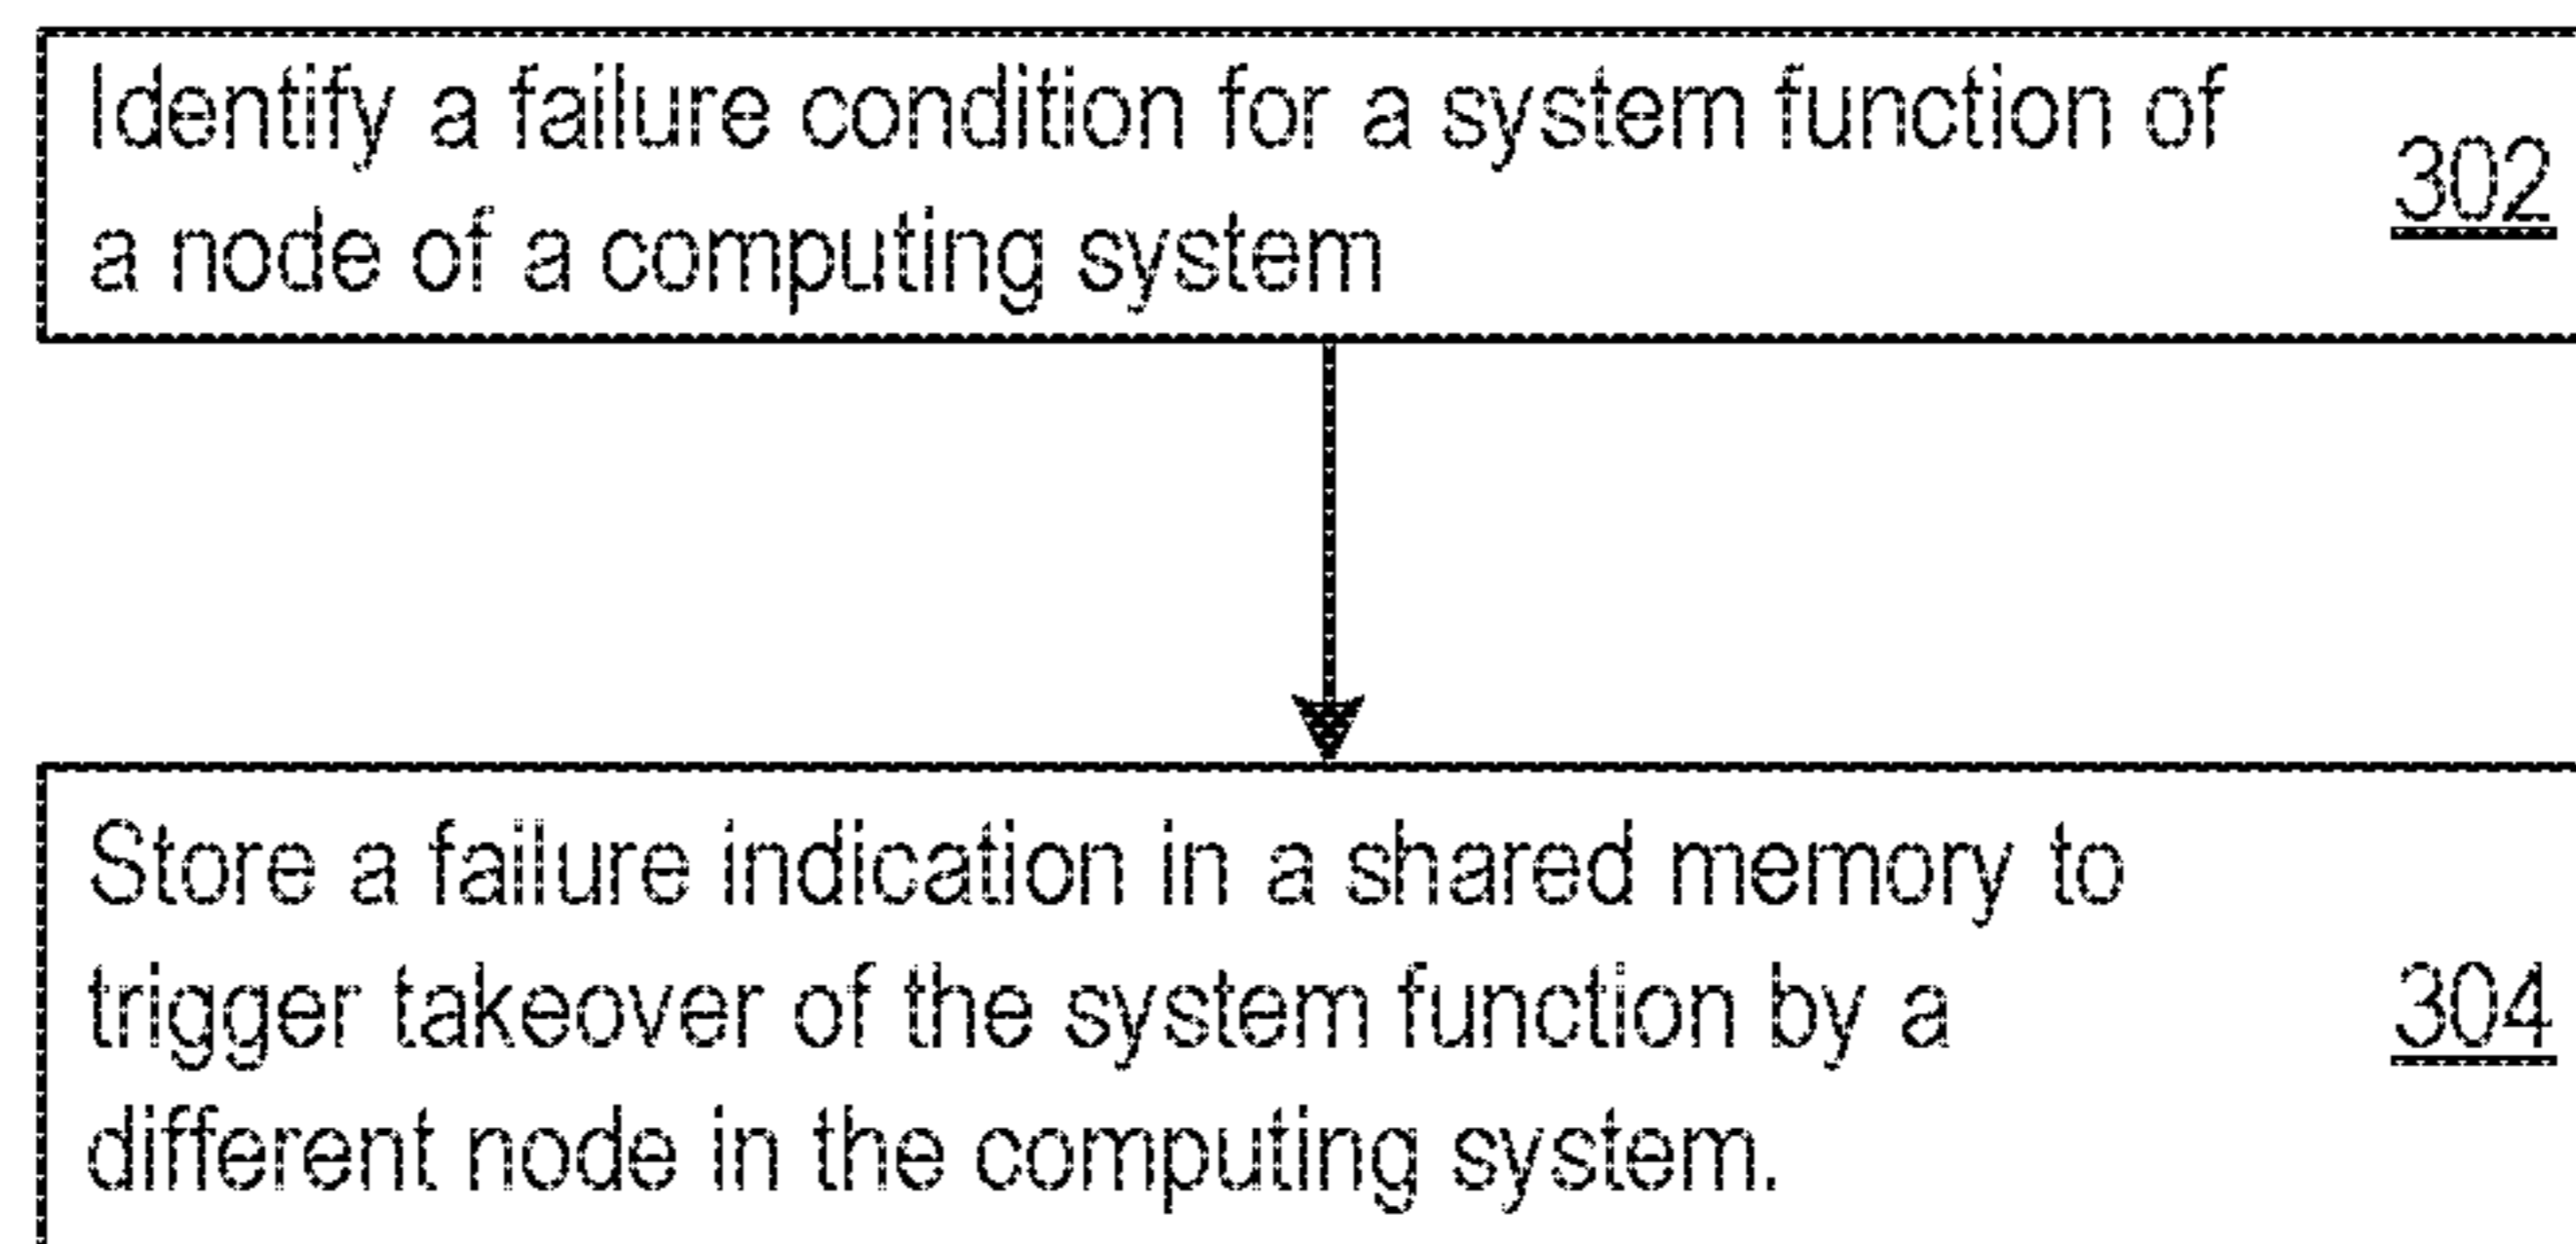 Identify a failure condition for a system function of
a node of a computing system
302
Store a failure indication in a shared memory to
trigger takeover of the system function by a
different node in the computing system.
304